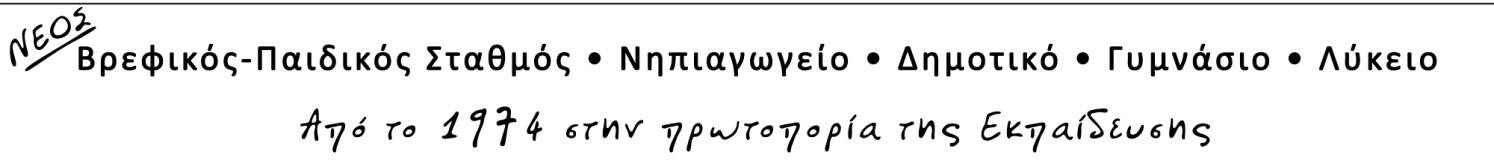 ΝΕΟΣ
Βρεφικός-Παιδικός Σταθμός • Νηπιαγωγείο • Δημοτικό • Γυμνάσιο • Λύκειο
Από το 1974 στην πρωτοπορία της Εκπαίδευσης